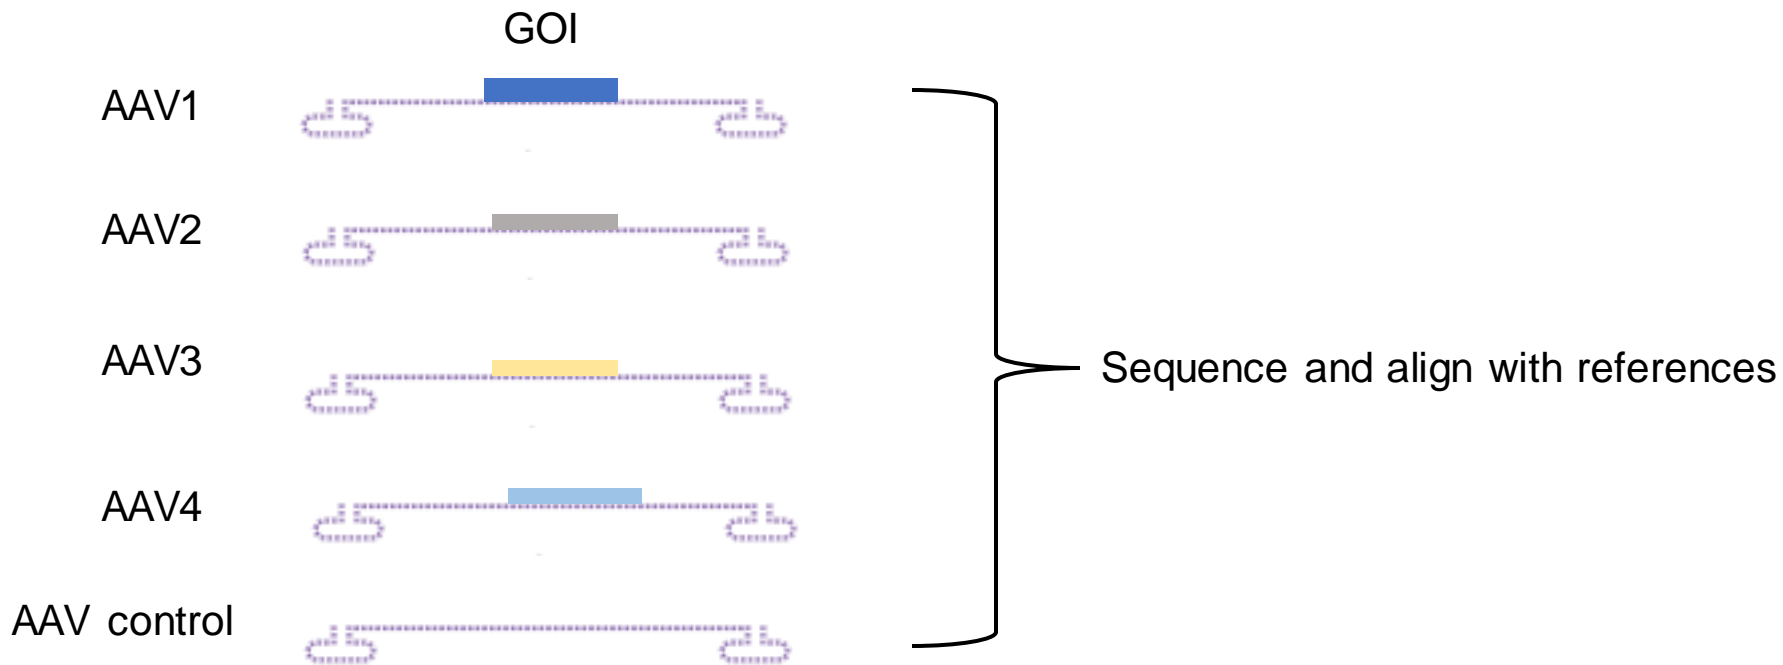 GOI
AAV1
AAV2
AAV3
Sequence and align with references
AAV4
AAV control